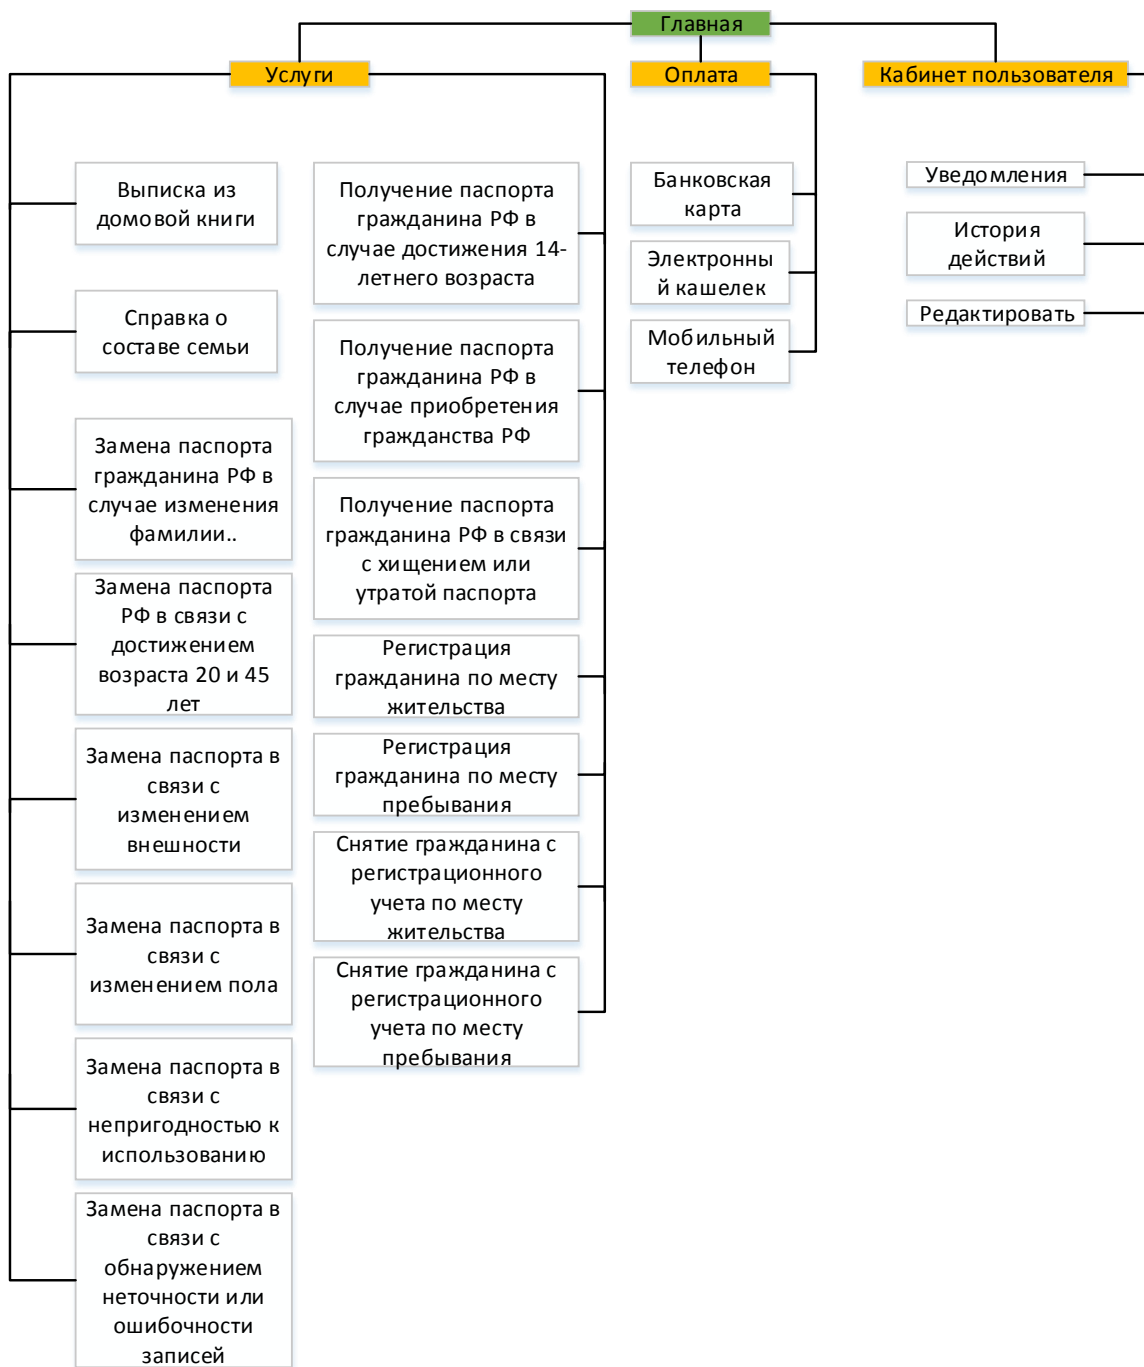 Главная
Услуги
Оплата
Кабинет пользователя
Выписка из
домовой книги
Справка о
составе семьи
Замена паспорта
гражданина РФ в
случае изменения
фамилии..
Замена паспорта
РФ в связи с
достижением
возраста 20 и 45
лет
Замена паспорта в
связи с
изменением
внешности
Замена паспорта в
связи с
изменением пола
Замена паспорта в
связи с
непригодностью к
использованию
Замена паспорта в
связи с
обнаружением
неточности или
ошибочности
записей
Получение паспорта
гражданина РФ в
случае достижения 14-
летнего возраста
Получение паспорта
гражданина РФ в
случае приобретения
гражданства РФ
Получение паспорта
гражданина РФ в связи
с хищением или
утратой паспорта
Регистрация
гражданина по месту
жительства
Регистрация
гражданина по месту
пребывания
Снятие гражданина с
регистрационного
учета по месту
жительства
Снятие гражданина с
регистрационного
учета по месту
пребывания
Банковская
карта
Электронны
й кашелек
Мобильный
телефон
Уведомления
История
действий
Редактировать